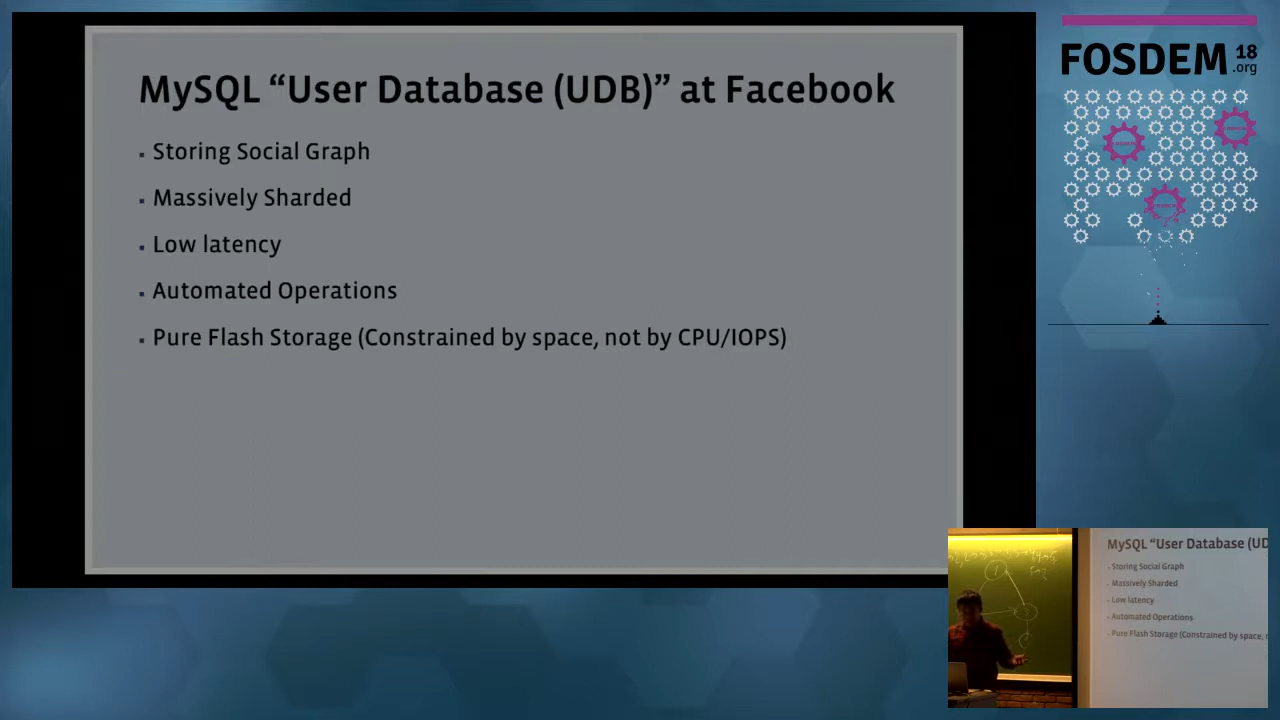 MySQL “User Database (UDB)” at Facebook
▪ Storing Social Graph
▪ Massively Sharded
▪ Low latency
▪ Automated Operations
▪ Pure Flash Storage (Constrained by space, not by CPU/IOPS)
FOSDEM 18
.org
MySQL “User Database (UD
Storing Social Graph
Massively Sharded
Low latency
Automated Operations
Pure Flash Storage (Constrained by space,